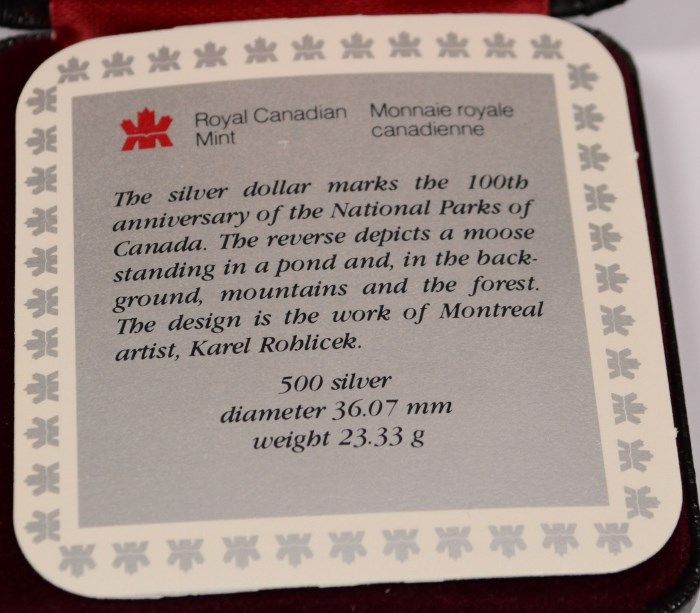 Royal Canadian Mint
Monnaie royale canadienne
The silver dollar marks the 100th
anniversary of the National Parks of
Canada. The reverse depicts a moose
standing in a pond and, in the back-
ground, mountains and the forest.
The design is the work of Montreal
artist, Karel Rohlicek.
500 silver
diameter 36.07 mm
weight 23.33 g